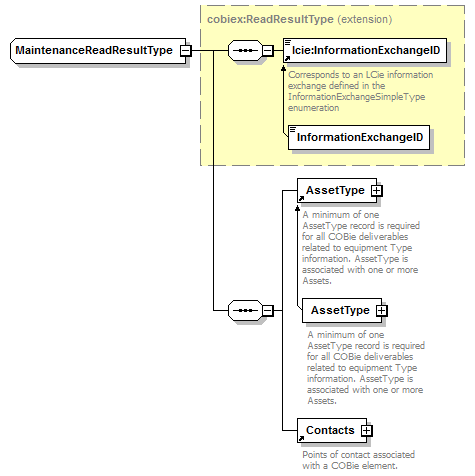 cobiex:ReadResultType (extension)
MaintenanceReadResultType
lcie:InformationExchangeID
Corresponds to an LCie information
exchange defined in the
InformationExchangeSimpleType
enumeration
InformationExchangeID
AssetType
A minimum of one
AssetType record is required
for all COBie deliverables
related to equipment Type
information. AssetType is
associated with one or more
Assets.
AssetType
A minimum of one
AssetType record is required
for all COBie deliverables
related to equipment Type
information. AssetType is
associated with one or more
Assets.
Contacts
Points of contact associated
with a COBie element.